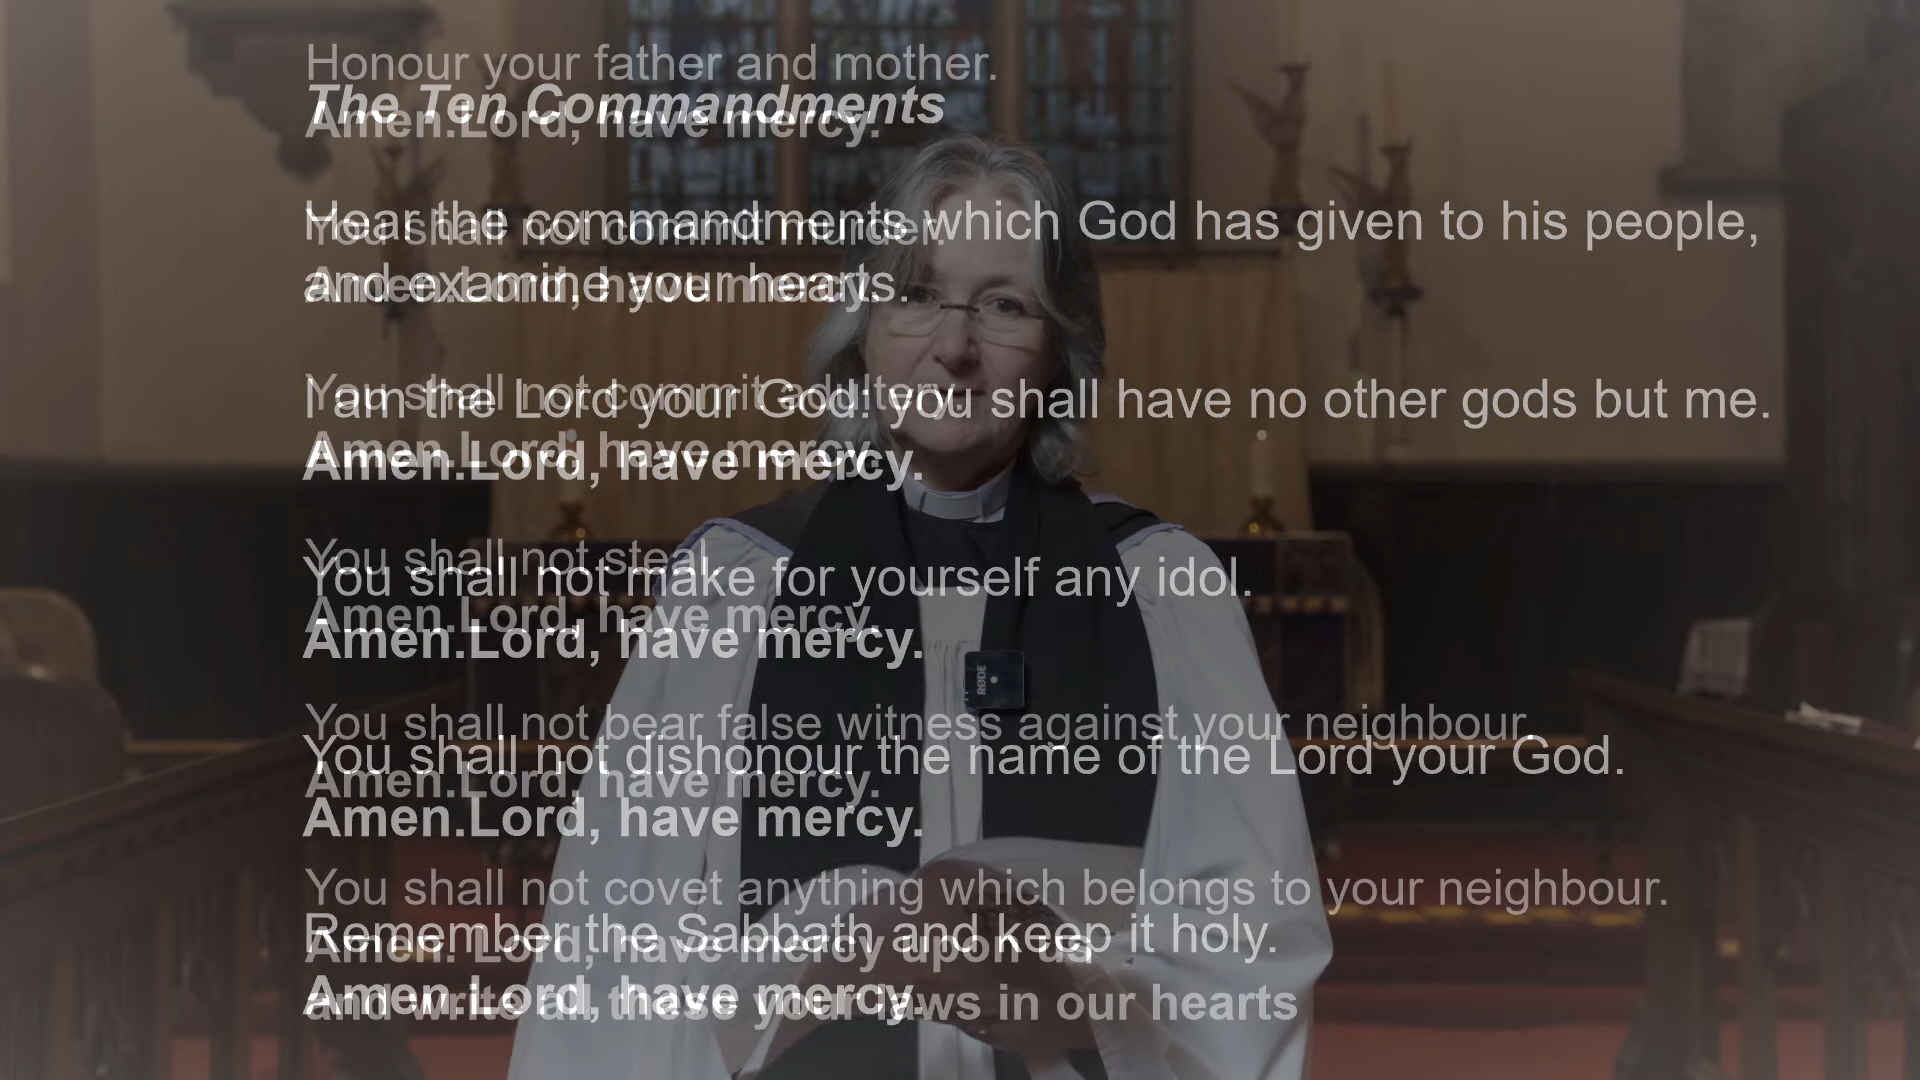 The Ten Commandments
Hear the commandments which God has given to his people,
and examine your hearts.
I am the Lord your God: you shall have no other gods but me.
Amen.Lord, have mercy.
You shall not make for yourself any idol.
Amen.Lord, have mercy.
You shall not dishonour the name of the Lord your God.
Amen.Lord, have mercy.
Remember the Sabbath and keep it holy.
Amen.Lord, have mercy.
Honour your father and mother.
Amen.Lord, have mercy.
You shall not commit murder.
Amen.Lord, have mercy.
You shall not commit adultery.
Amen.Lord, have mercy.
You shall not steal.
Amen.Lord, have mercy.
You shall not bear false witness against your neighbour.
Amen.Lord, have mercy.
You shall not covet anything which belongs to your neighbour.
Amen. Lord, have mercy upon us
and write all these your laws in our hearts
RØDE